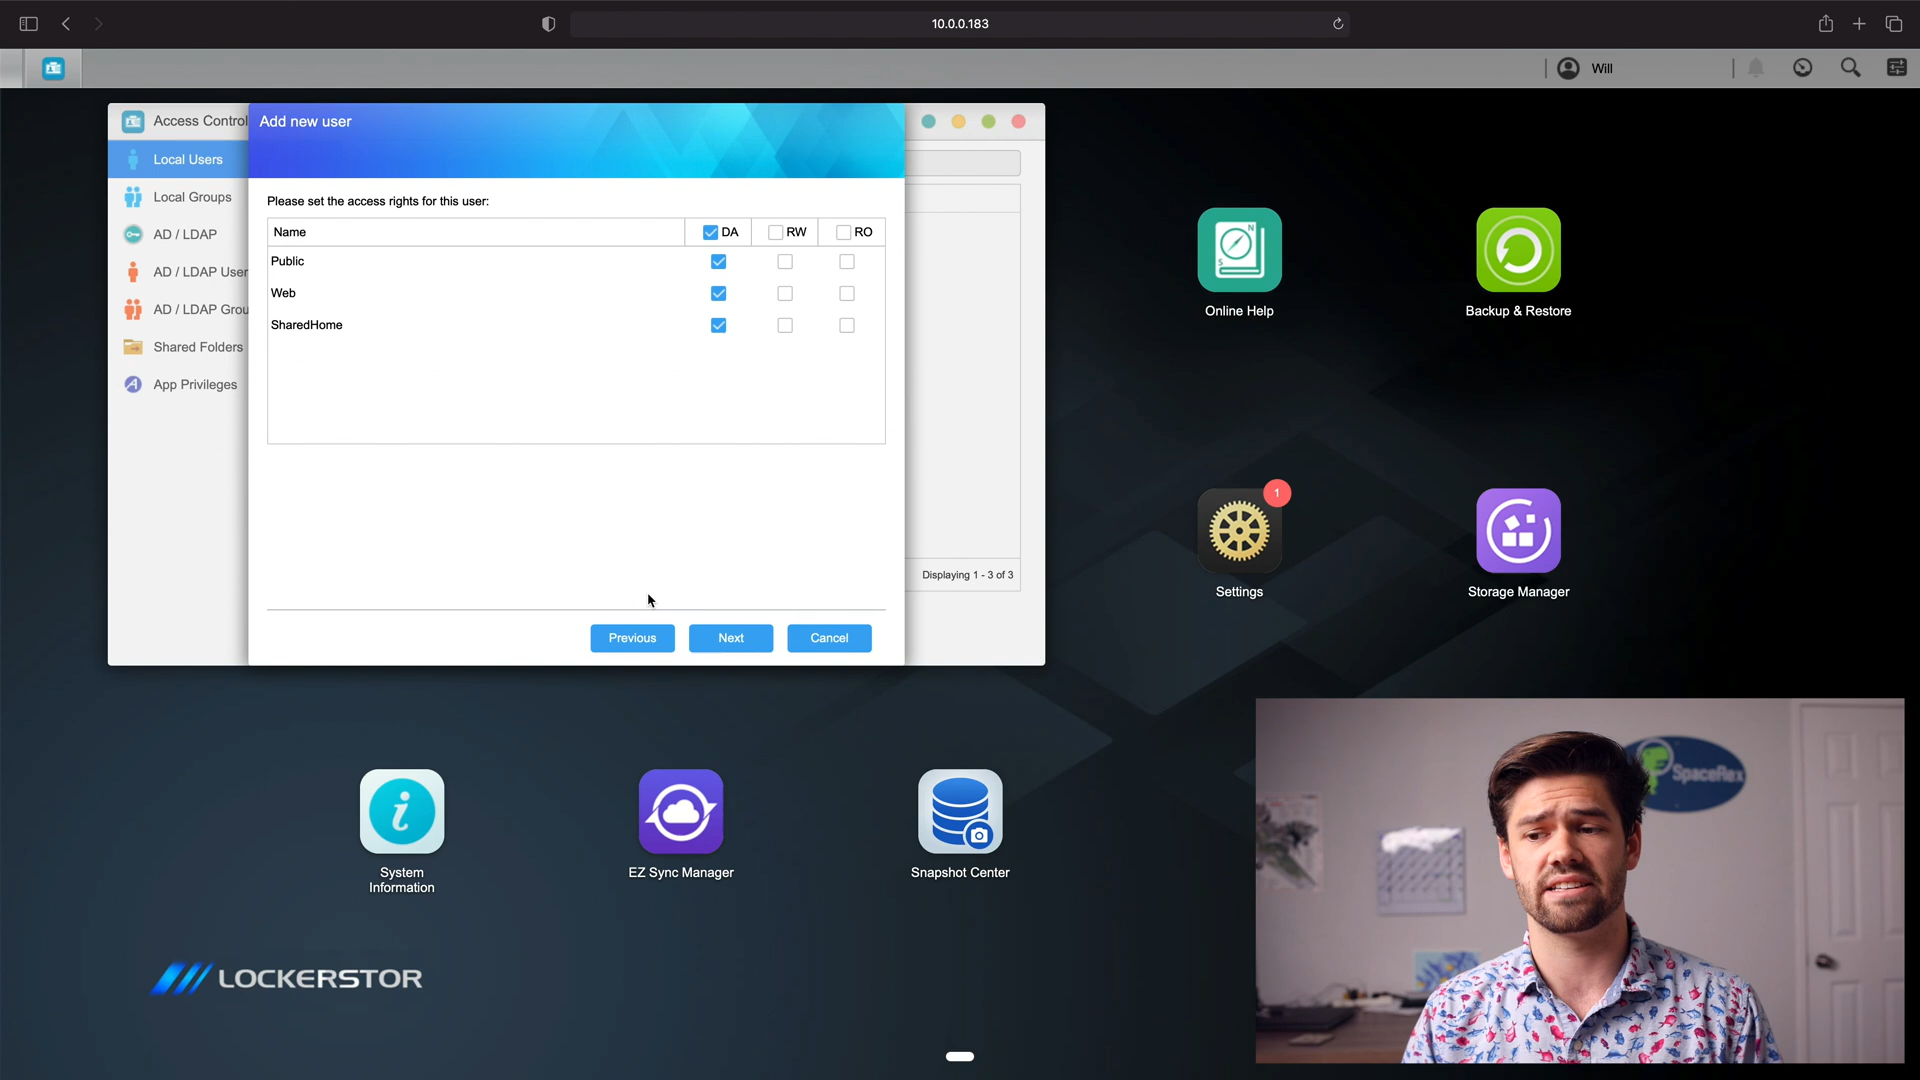 10.0.0.183
Will
Access Control
Add new user
Local Users
Local Groups
AD / LDAP
AD / LDAP User
AD / LDAP Grou
Shared Folders
App Privileges
Please set the access rights for this user:
Name DA RW RO
Public
Web
SharedHome
Displaying 1 - 3 of 3
Previous Next Cancel
Online Help
Backup & Restore
1
Settings
Storage Manager
System
Information
EZ Sync Manager
Snapshot Center
LOCKERSTOR
SpaceRex